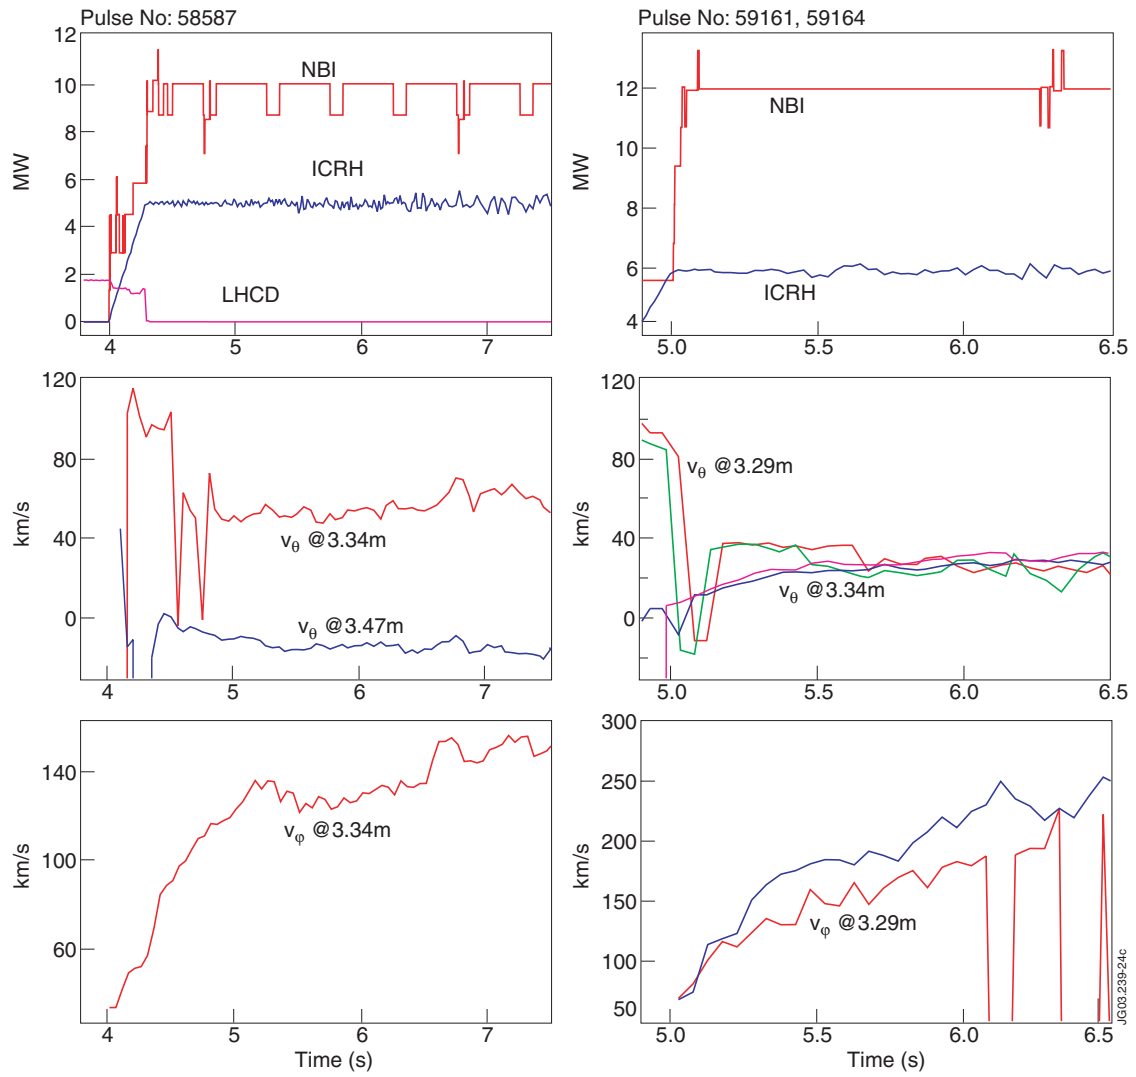 Pulse No: 58587
12
10
8
6
4
2
0
MW
NBI
ICRH
LHCD
4
5
6
7
Pulse No: 59161, 59164
12
10
12
8
6
4
MW
NBI
ICRH
5.0
5.5
6.0
6.5
120
80
40
0
km/s
vθ @3.34m
vθ @3.47m
4
5
6
7
120
80
40
0
km/s
vθ @3.29m
vθ @3.34m
5.0
5.5
6.0
6.5
140
100
60
km/s
vφ @3.34m
4
5
6
7
Time (s)
300
250
200
150
100
50
km/s
vφ @3.29m
5.0
5.5
6.0
6.5
Time (s)
JG03.239-24c